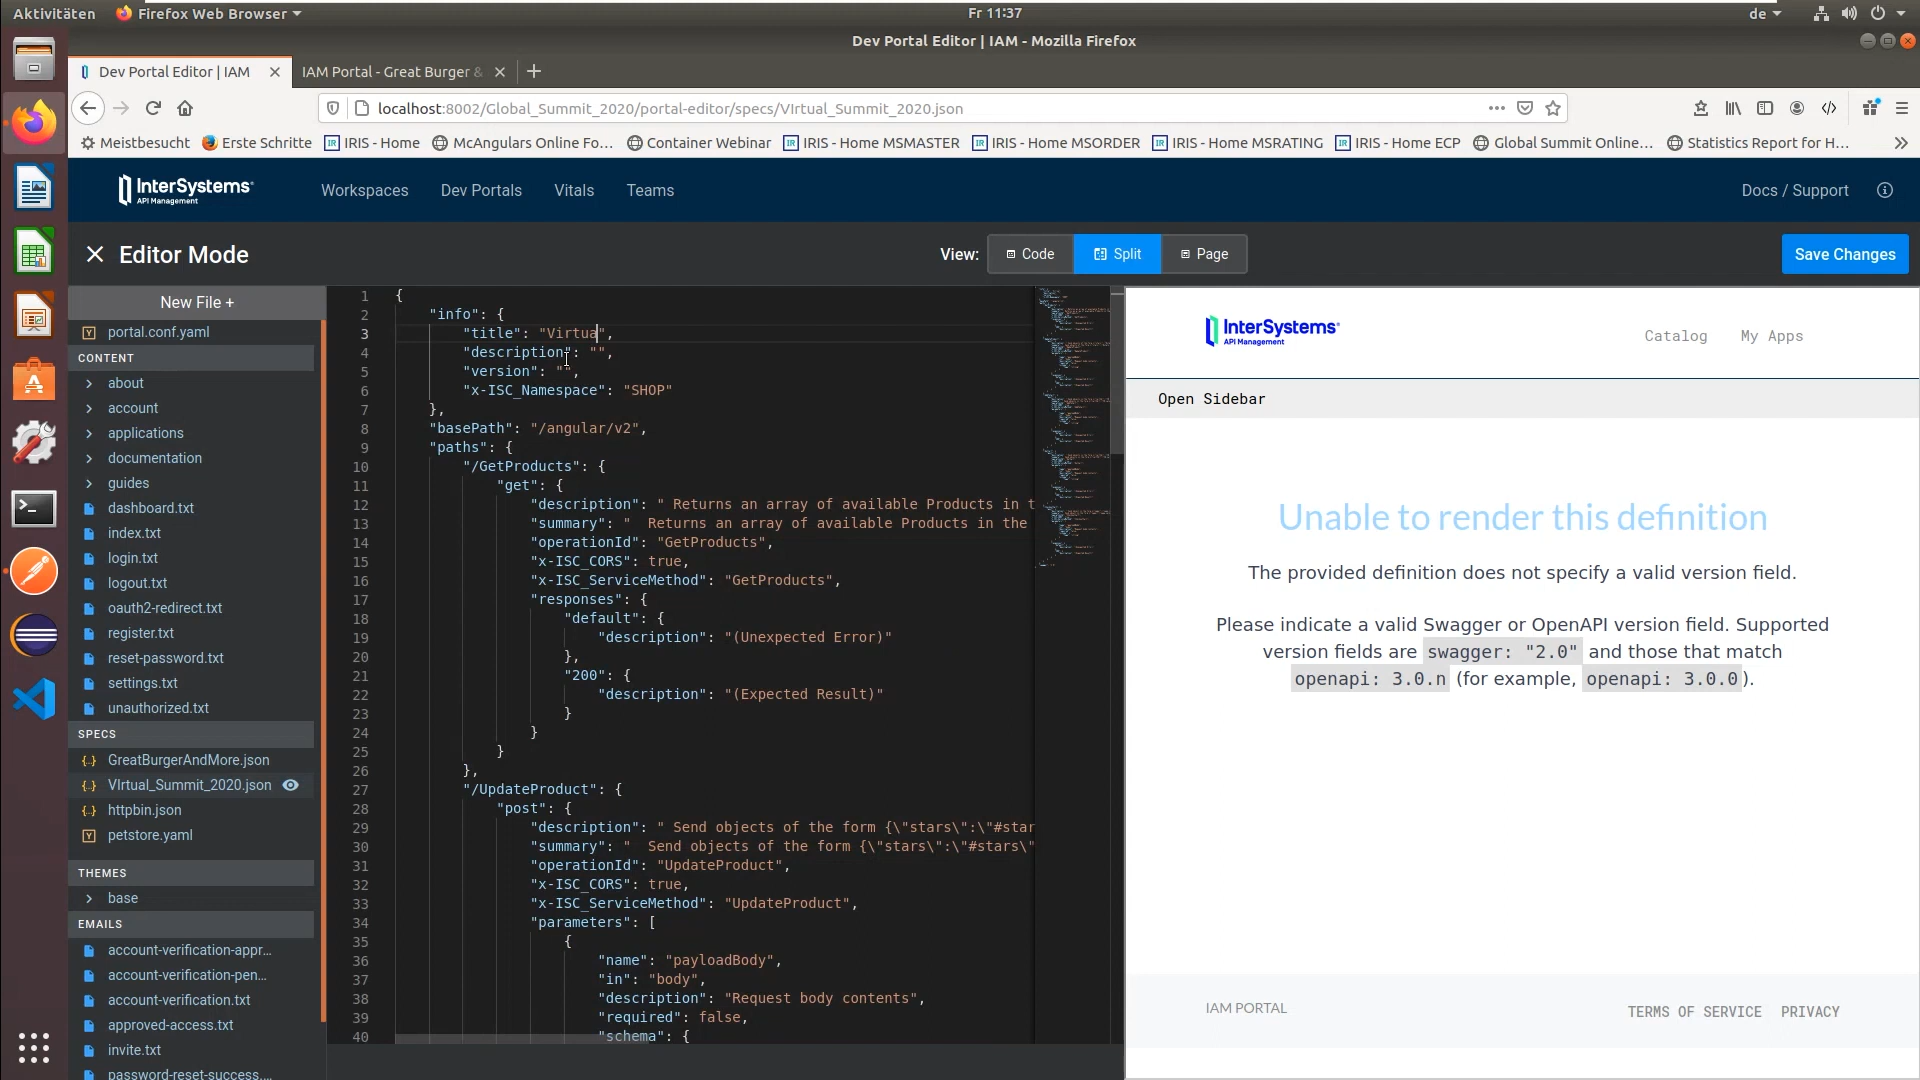 Aktivitäten
Firefox Web Browser
Fr 11:37
de
Dev Portal Editor | IAM - Mozilla Firefox
Dev Portal Editor | IAM
IAM Portal - Great Burger &
localhost:8002/Global_Summit_2020/portal-editor/specs/VIrtual_Summit_2020.json
Meistbesucht
Erste Schritte
IRIS - Home
McAngulars Online Fo...
Container Webinar
IRIS - Home MSMASTER
IRIS - Home MSORDER
IRIS - Home MSRATING
IRIS - Home ECP
Global Summit Online...
Statistics Report for H...
InterSystems
API Management
Workspaces
Dev Portals
Vitals
Teams
Docs / Support
Editor Mode
View:
Code
Split
Page
Save Changes
New File +
portal.conf.yaml
CONTENT
about
account
applications
documentation
guides
dashboard.txt
index.txt
login.txt
logout.txt
oauth2-redirect.txt
register.txt
reset-password.txt
settings.txt
unauthorized.txt
SPECS
GreatBurgerAndMore.json
VIrtual_Summit_2020.json
httpbin.json
petstore.yaml
THEMES
base
EMAILS
account-verification-appr...
account-verification-pen...
account-verification.txt
approved-access.txt
invite.txt
password-reset-success....
1 {
2 "info": {
3 "title": "Virtua",
4 "description": "",
5 "version": "",
6 "x-ISC_Namespace": "SHOP"
7 },
8 "basePath": "/angular/v2",
9 "paths": {
10 "/GetProducts": {
11 "get": {
12 "description": " Returns an array of available Products in t
13 "summary": "  Returns an array of available Products in the
14 "operationId": "GetProducts",
15 "x-ISC_CORS": true,
16 "x-ISC_ServiceMethod": "GetProducts",
17 "responses": {
18 "default": {
19 "description": "(Unexpected Error)"
20 },
21 "200": {
22 "description": "(Expected Result)"
23 }
24 }
25 }
26 },
27 "/UpdateProduct": {
28 "post": {
29 "description": " Send objects of the form {\"stars\":\"#star
30 "summary": "  Send objects of the form {\"stars\":\"#stars\"
31 "operationId": "UpdateProduct",
32 "x-ISC_CORS": true,
33 "x-ISC_ServiceMethod": "UpdateProduct",
34 "parameters": [
35 {
36 "name": "payloadBody",
37 "in": "body",
38 "description": "Request body contents",
39 "required": false,
40 "schema": {
InterSystems
API Management
Catalog
My Apps
Open Sidebar
Unable to render this definition
The provided definition does not specify a valid version field.
Please indicate a valid Swagger or OpenAPI version field. Supported
version fields are swagger: "2.0" and those that match
openapi: 3.0.n (for example, openapi: 3.0.0).
IAM PORTAL
TERMS OF SERVICE
PRIVACY